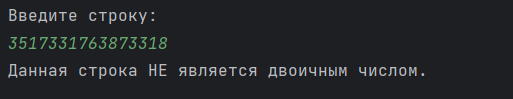 Введите строку:
3517331763873318
Данная строка НЕ является двоичным числом.